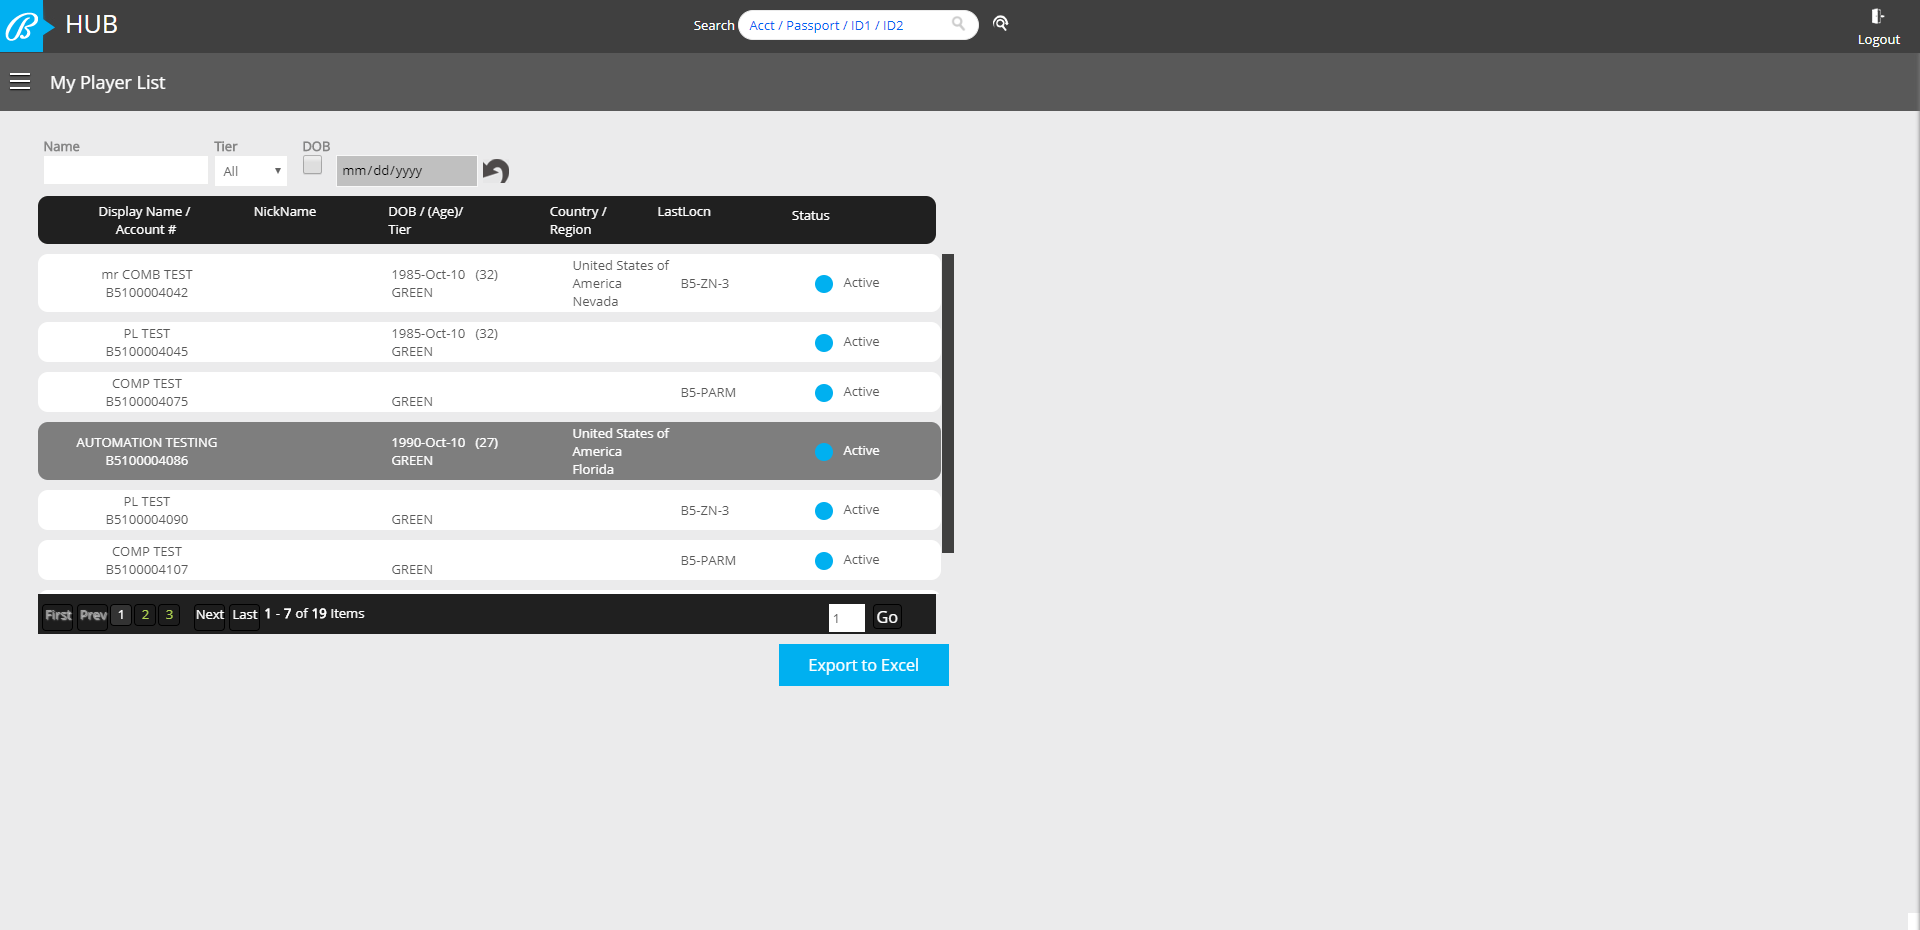 B HUB
Search Acct / Passport / ID1 / ID2
Logout
My Player List
Name Tier DOB
All mm/dd/yyyy
Display Name / NickName DOB / (Age)/ Country / LastLocn Status
Account # Tier Region
mr COMB TEST 1985-Oct-10 (32) United States of
America B5-ZN-3 Active
B5100004042 GREEN Nevada
PL TEST 1985-Oct-10 (32) Active
B5100004045 GREEN
COMP TEST B5-PARM Active
B5100004075 GREEN
AUTOMATION TESTING 1990-Oct-10 (27) United States of
America Active
B5100004086 GREEN Florida
PL TEST B5-ZN-3 Active
B5100004090 GREEN
COMP TEST B5-PARM Active
B5100004107 GREEN
First Prev 1 2 3 Next Last 1 - 7 of 19 Items 1 Go
Export to Excel